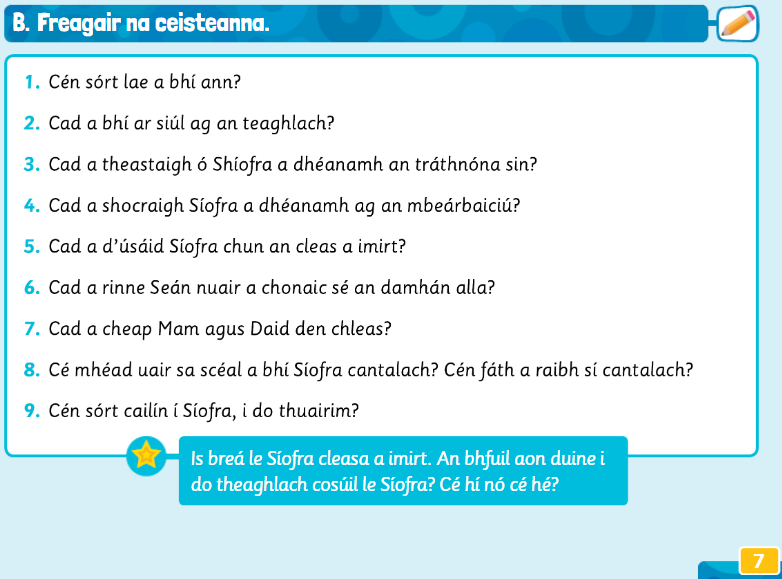 B. Freagair na ceisteanna.
1. Cén sórt lae a bhí ann?
2. Cad a bhí ar siúl ag an teaghlach?
3. Cad a theastaigh ó Shíofra a dhéanamh an tráthnóna sin?
4. Cad a shocraigh Síofra a dhéanamh ag an mbeárbaiciú?
5. Cad a d'úsáid Síofra chun an cleas a imirt?
6. Cad a rinne Seán nuair a chonaic sé an damhán alla?
7. Cad a cheap Mam agus Daid den chleas?
8. Cé mhéad uair sa scéal a bhí Síofra cantalach? Cén fáth a raibh sí cantalach?
9. Cén sórt cailín í Síofra, i do thuairim?
Is breá le Síofra cleasa a imirt. An bhfuil aon duine i
do theaghlach cosúil le Síofra? Cé hí nó cé hé?
7